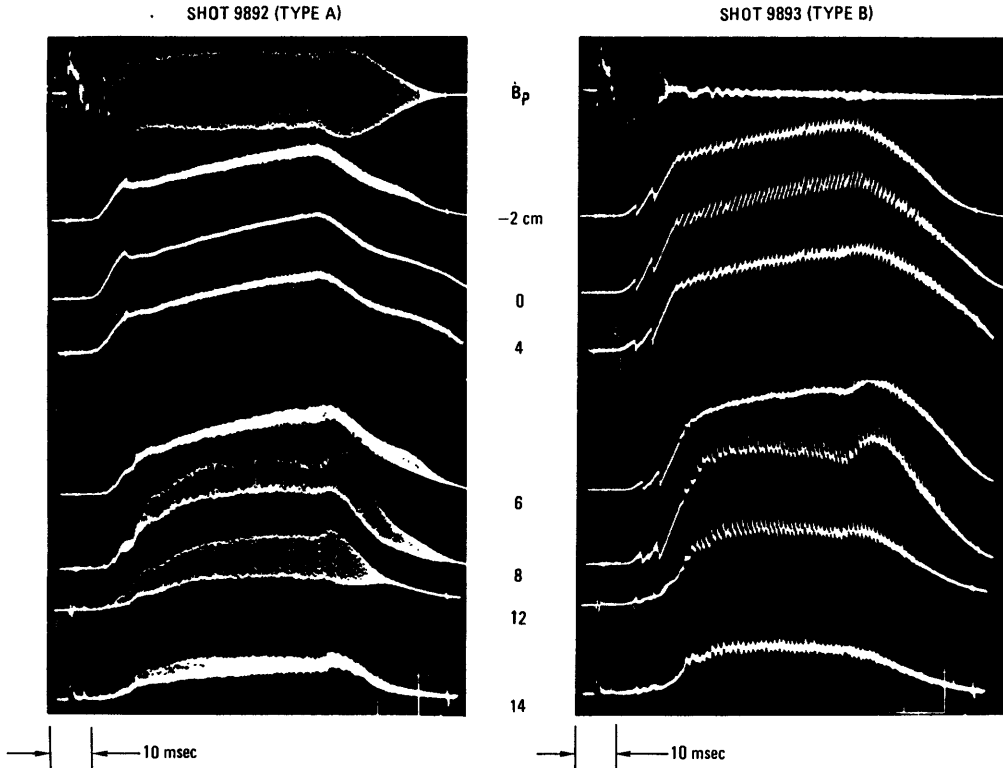 SHOT 9892 (TYPE A)
SHOT 9893 (TYPE B)
Ḃp
−2 cm
0
4
6
8
12
14
10 msec
10 msec